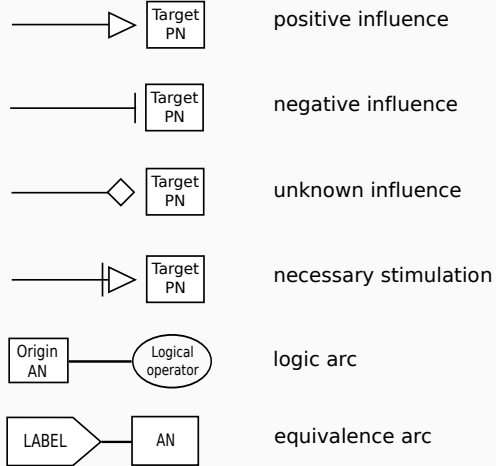 Target
PN
positive influence
Target
PN
negative influence
Target
PN
unknown influence
Target
PN
necessary stimulation
Origin
AN
Logical
operator
logic arc
LABEL
AN
equivalence arc